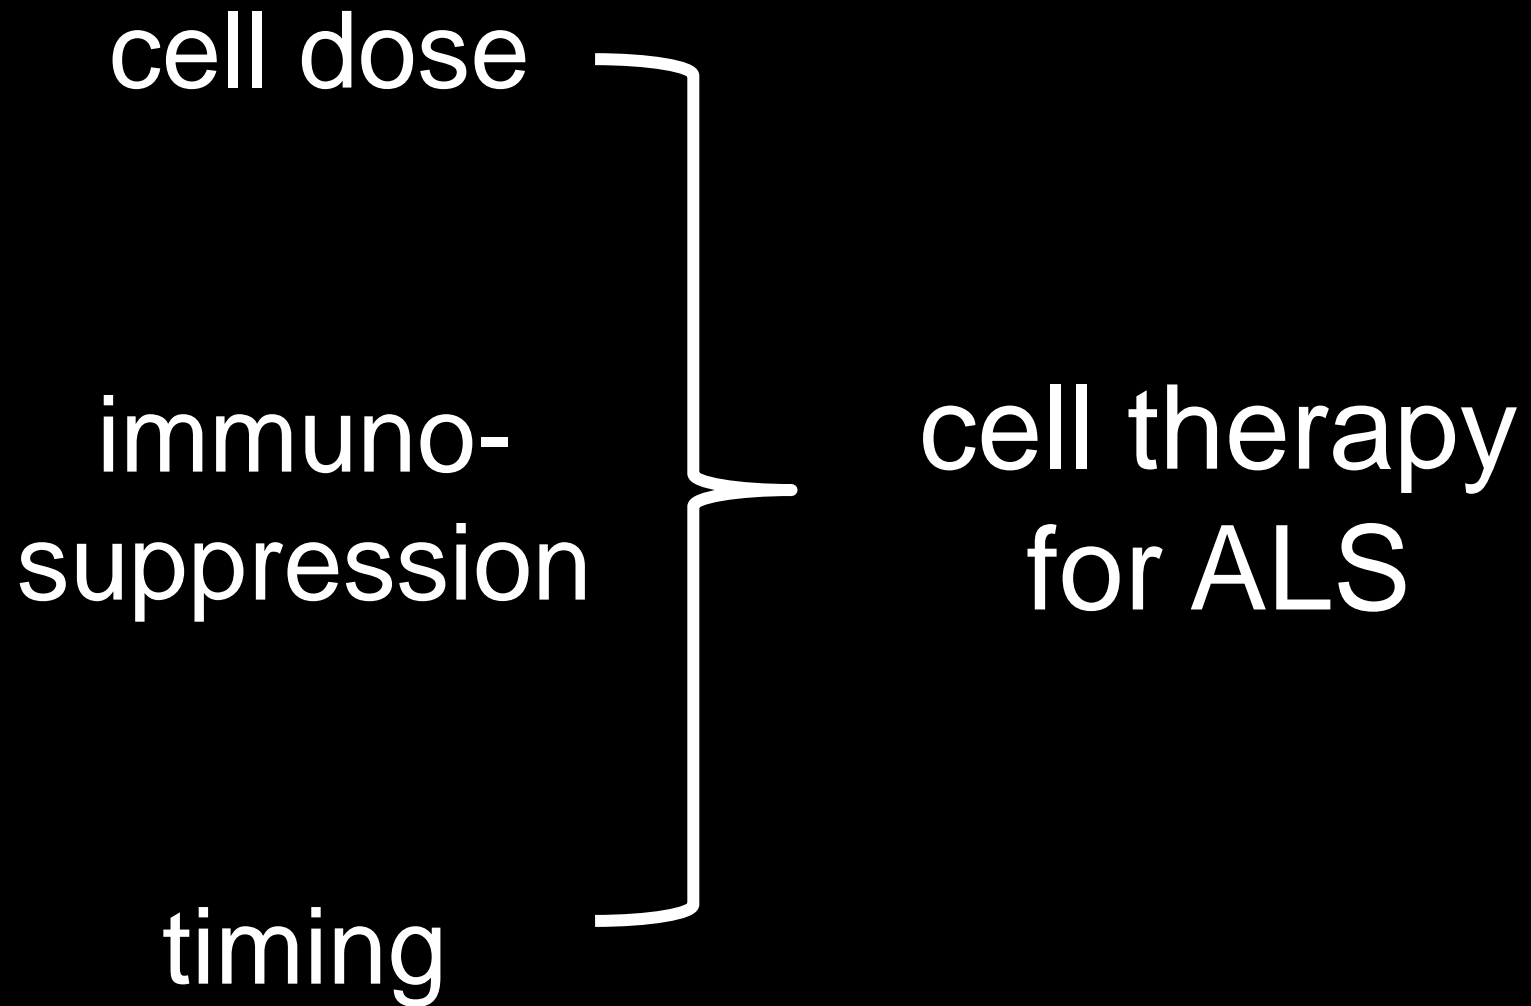 cell dose
immuno-
suppression
timing
cell therapy
for ALS